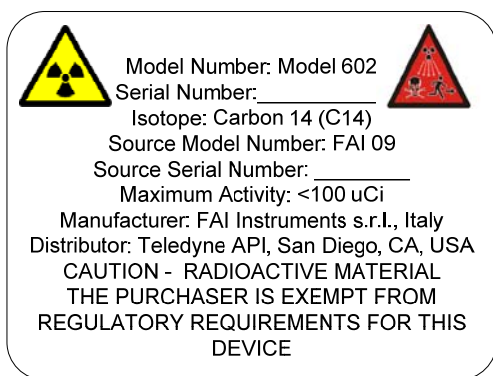 Model Number: Model 602
Serial Number:__________
Isotope: Carbon 14 (C14)
Source Model Number: FAI 09
Source Serial Number: ________
Maximum Activity: <100 uCi
Manufacturer: FAI Instruments s.r.l., Italy
Distributor: Teledyne API, San Diego, CA, USA
CAUTION - RADIOACTIVE MATERIAL
THE PURCHASER IS EXEMPT FROM
REGULATORY REQUIREMENTS FOR THIS
DEVICE